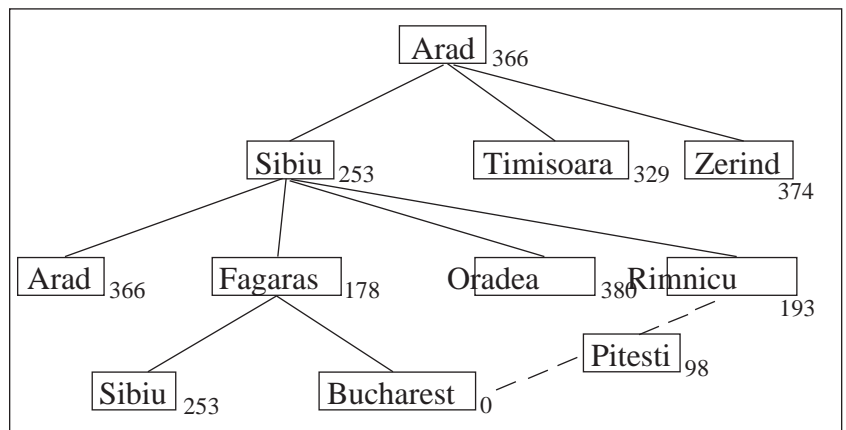 Arad 366
Sibiu 253 Timisoara 329 Zerind 374
Arad 366 Fagaras 178 Oradea 380 Rimnicu 193
Pitesti 98
Sibiu 253 Bucharest 0